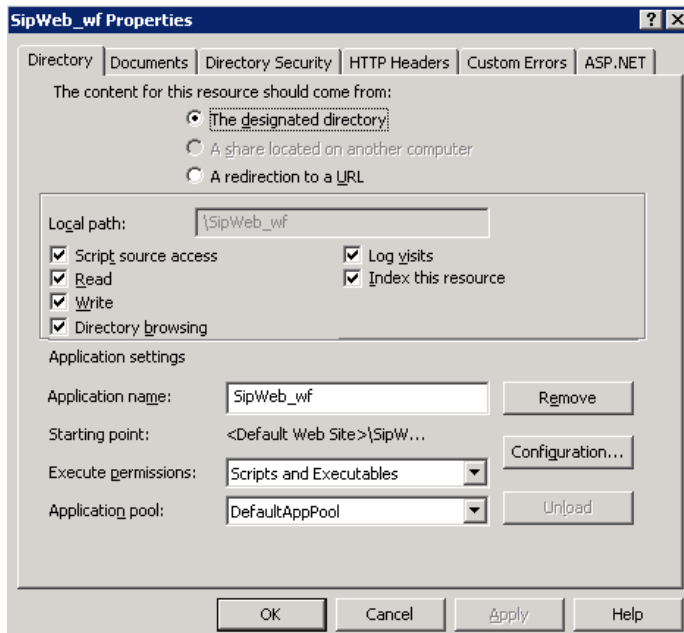 SipWeb_wf Properties
Directory Documents Directory Security HTTP Headers Custom Errors ASP.NET
The content for this resource should come from:
The designated directory
A share located on another computer
A redirection to a URL
Local path: \SipWeb_wf
Script source access Log visits
Read Index this resource
Write
Directory browsing
Application settings
Application name: SipWeb_wf Remove
Starting point: <Default Web Site>\SipW...
Configuration...
Execute permissions: Scripts and Executables
Application pool: DefaultAppPool Unload
OK Cancel Apply Help